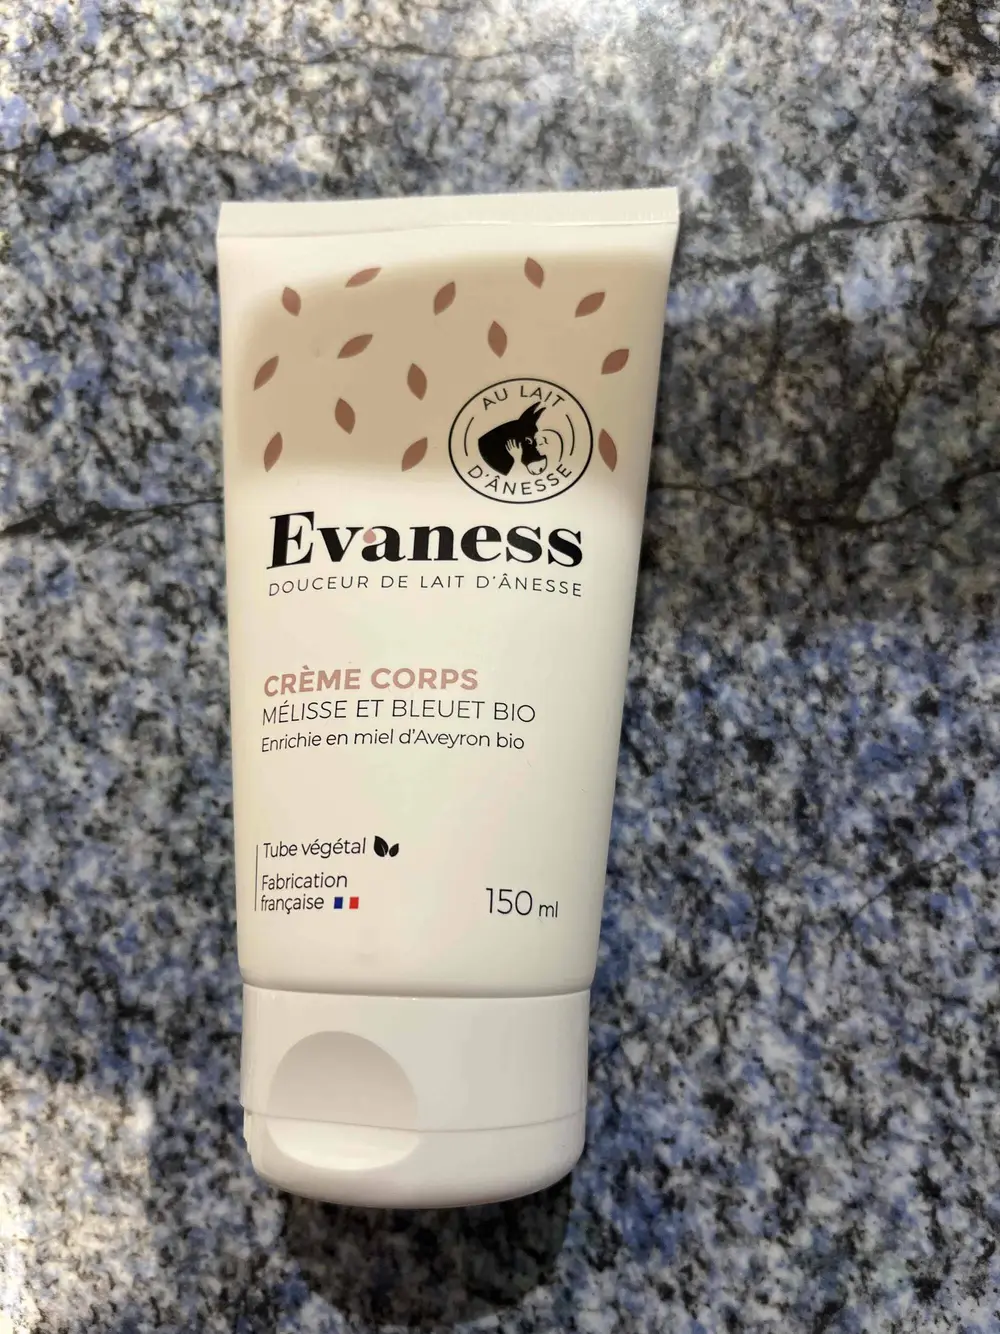 AU LAIT
D'ÂNESSE
Evaness
DOUCEUR DE LAIT D'ÂNESSE
CRÈME CORPS
MÉLISSE ET BLEUET BIO
Enrichie en miel d'Aveyron bio
Tube végétal
Fabrication
française
150 ml